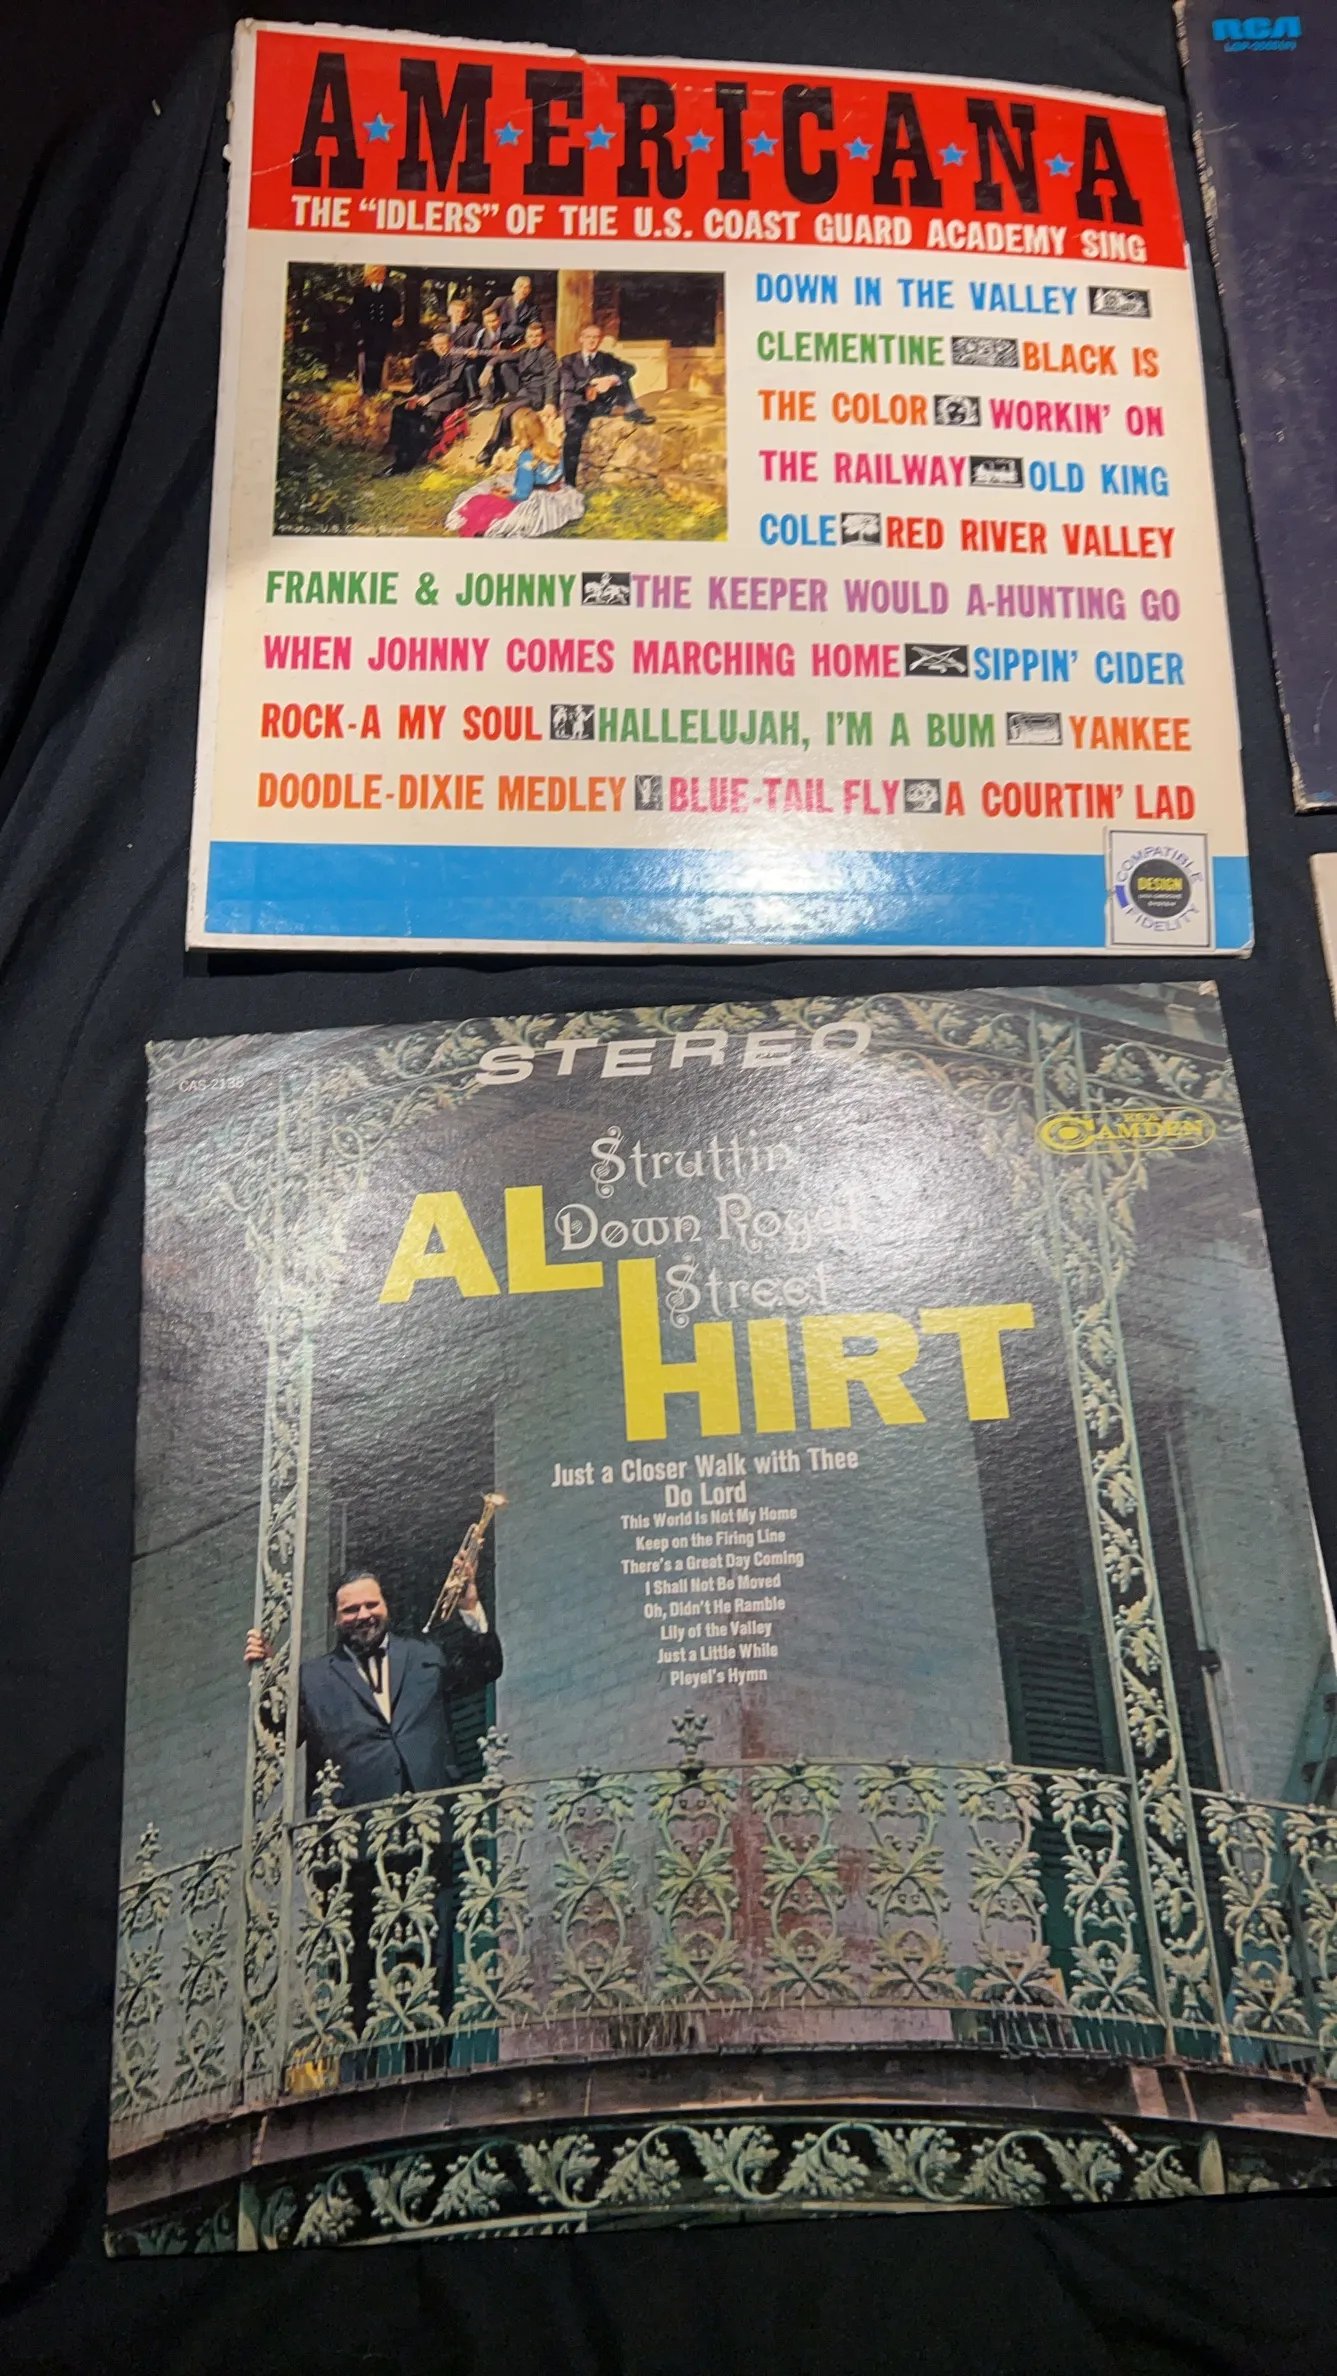 A★M★E★R★I★C★A★N★A
THE "IDLERS" OF THE U.S. COAST GUARD ACADEMY SING
DOWN IN THE VALLEY
CLEMENTINE BLACK IS
THE COLOR WORKIN' ON
THE RAILWAY OLD KING
COLE RED RIVER VALLEY
FRANKIE & JOHNNY THE KEEPER WOULD A-HUNTING GO
WHEN JOHNNY COMES MARCHING HOME SIPPIN' CIDER
ROCK-A MY SOUL HALLELUJAH, I'M A BUM YANKEE
DOODLE-DIXIE MEDLEY BLUE-TAIL FLY A COURTIN' LAD
Photo - U.S. Coast Guard
COMPATIBLE
DESIGN
FIDELITY
RCA
STEREO
CAS-2138
RCA
CAMDEN
Struttin'
Down Royal
Street
AL
HIRT
Just a Closer Walk with Thee
Do Lord
This World Is Not My Home
Keep on the Firing Line
There's a Great Day Coming
I Shall Not Be Moved
Oh, Didn't He Ramble
Lily of the Valley
Just a Little While
Pleyel's Hymn